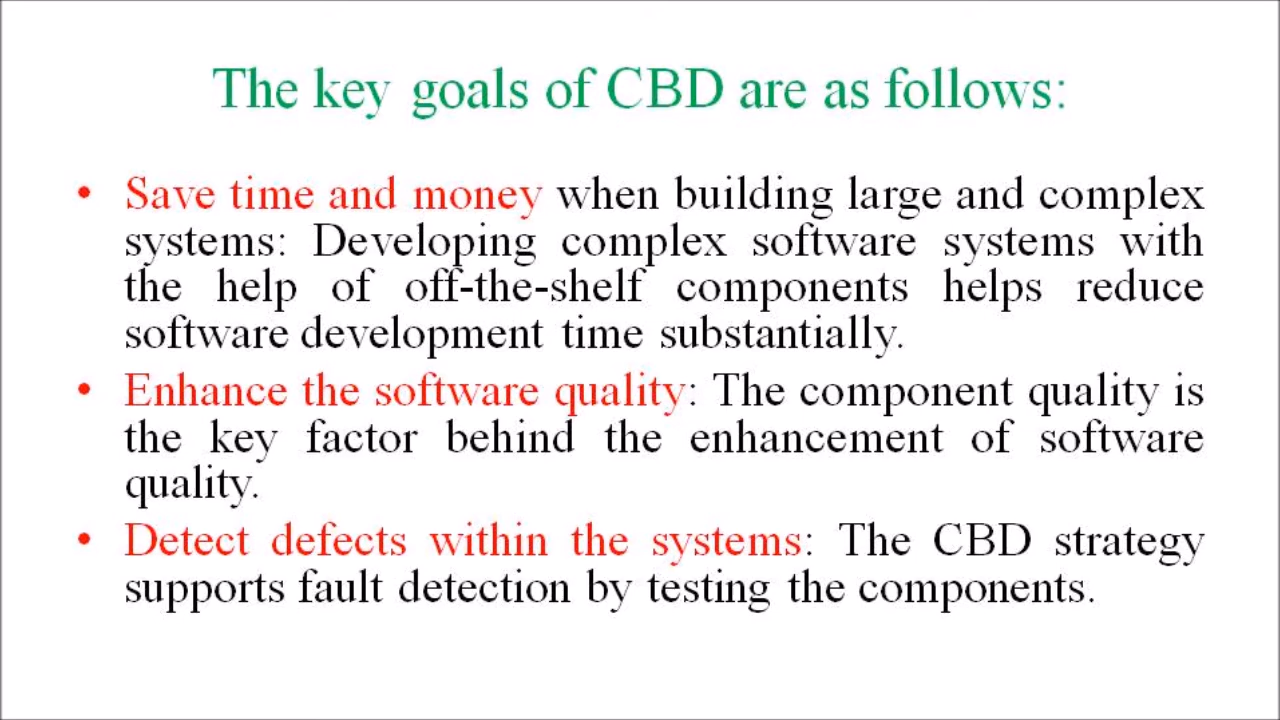 The key goals of CBD are as follows:
• Save time and money when building large and complex
systems: Developing complex software systems with
the help of off-the-shelf components helps reduce
software development time substantially.
• Enhance the software quality: The component quality is
the key factor behind the enhancement of software
quality.
• Detect defects within the systems: The CBD strategy
supports fault detection by testing the components.